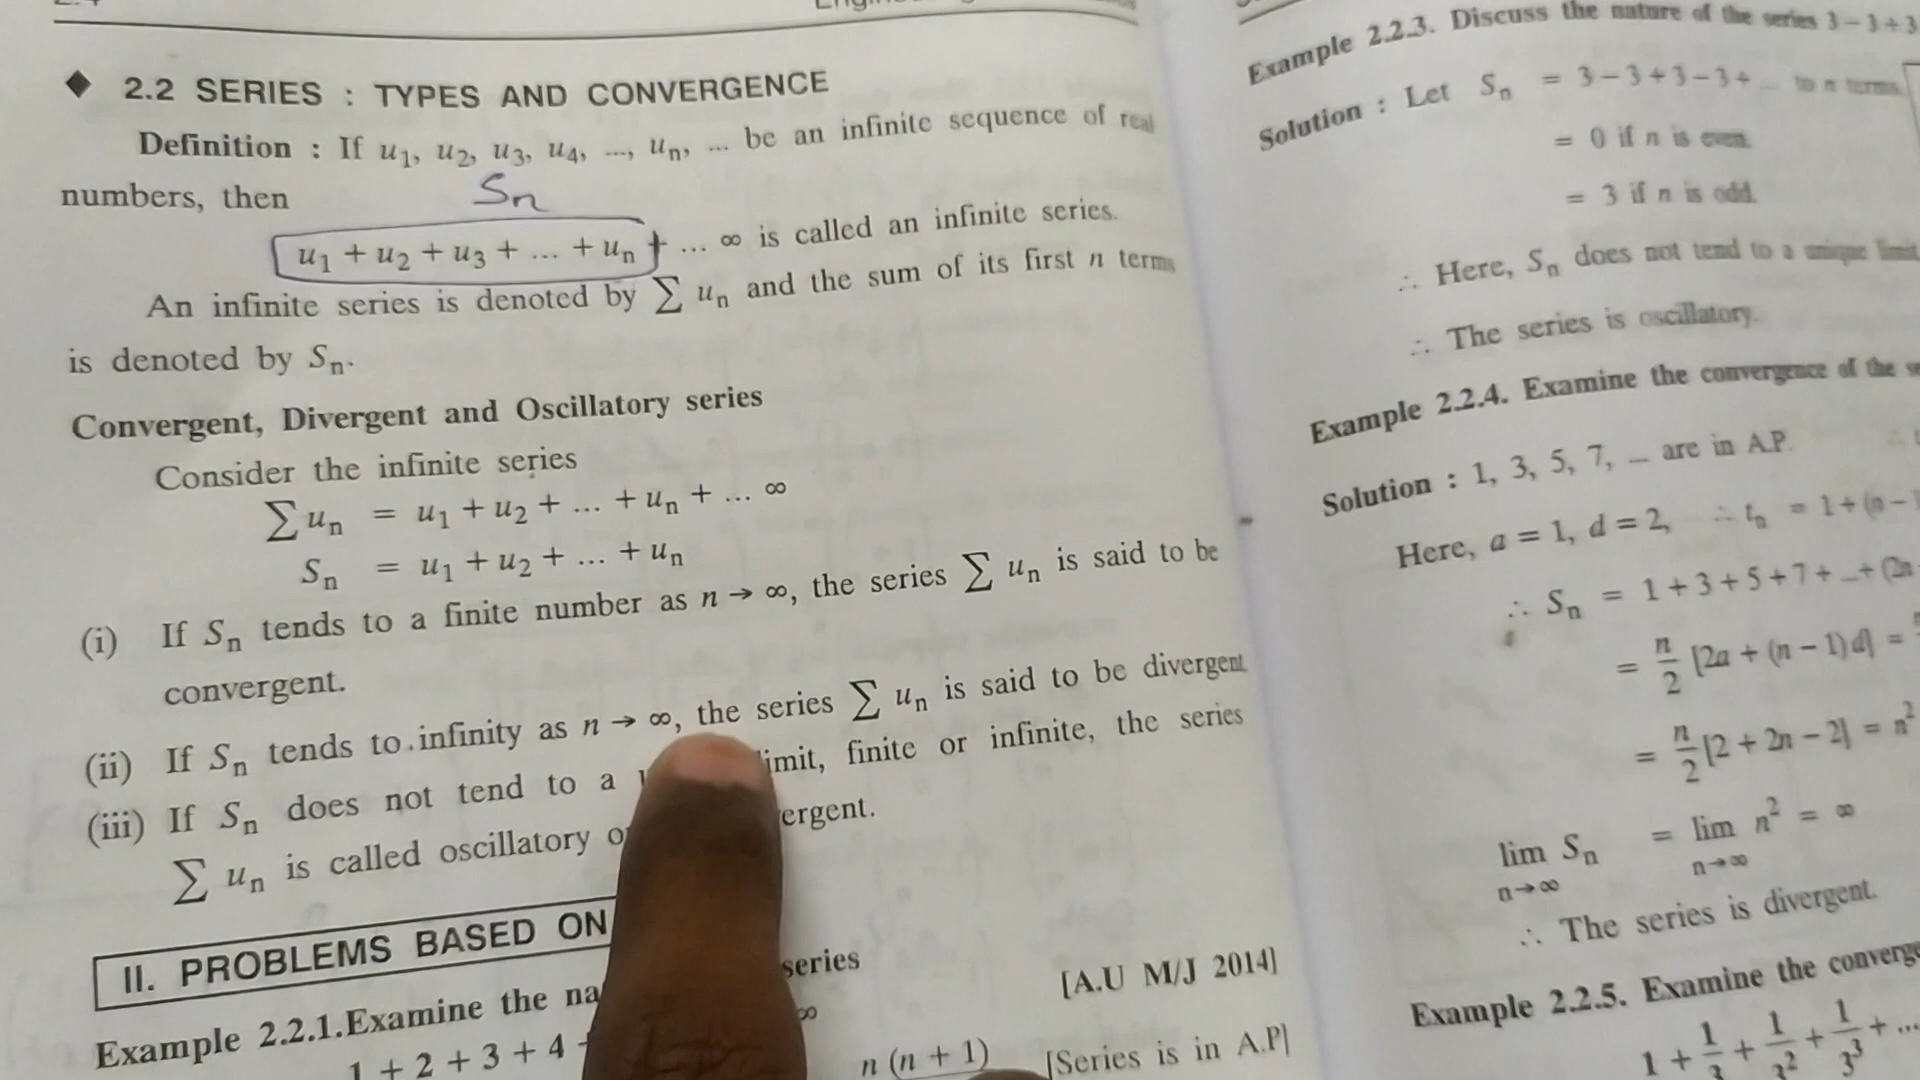 ◆ 2.2 SERIES : TYPES AND CONVERGENCE
Definition : If u₁, u₂, u₃, u₄, ..., uₙ, ... be an infinite sequence of real
numbers, then
Sn
u₁ + u₂ + u₃ + ... + uₙ + ... ∞ is called an infinite series.
An infinite series is denoted by ∑ uₙ and the sum of its first n terms
is denoted by Sₙ.
Convergent, Divergent and Oscillatory series
Consider the infinite series
∑ uₙ = u₁ + u₂ + ... + uₙ + ... ∞
Sₙ = u₁ + u₂ + ... + uₙ
(i) If Sₙ tends to a finite number as n → ∞, the series ∑ uₙ is said to be
convergent.
(ii) If Sₙ tends to infinity as n → ∞, the series ∑ uₙ is said to be divergent
(iii) If Sₙ does not tend to a imit, finite or infinite, the series
∑ uₙ is called oscillatory o ergent.
II. PROBLEMS BASED ON
Example 2.2.1. Examine the na series [A.U M/J 2014]
1 + 2 + 3 + 4 ∞
n (n + 1) [Series is in A.P]
Example 2.2.3. Discuss the nature of the series 3 – 3 + 3
Solution : Let Sₙ = 3 – 3 + 3 – 3 + ... to n terms.
= 0 if n is even.
= 3 if n is odd.
∴ Here, Sₙ does not tend to a unique limit
∴ The series is oscillatory.
Example 2.2.4. Examine the convergence of the se
Solution : 1, 3, 5, 7, ... are in A.P.
Here, a = 1, d = 2, ∴ tₙ = 1 + (n –
∴ Sₙ = 1 + 3 + 5 + 7 + ... + (2n
= n/2 [2a + (n – 1) d] =
= n/2 [2 + 2n – 2] = n²
lim n→∞ Sₙ = lim n→∞ n² = ∞
∴ The series is divergent.
Example 2.2.5. Examine the converge
1 + 1/3 + 1/3² + 1/3³ + ...